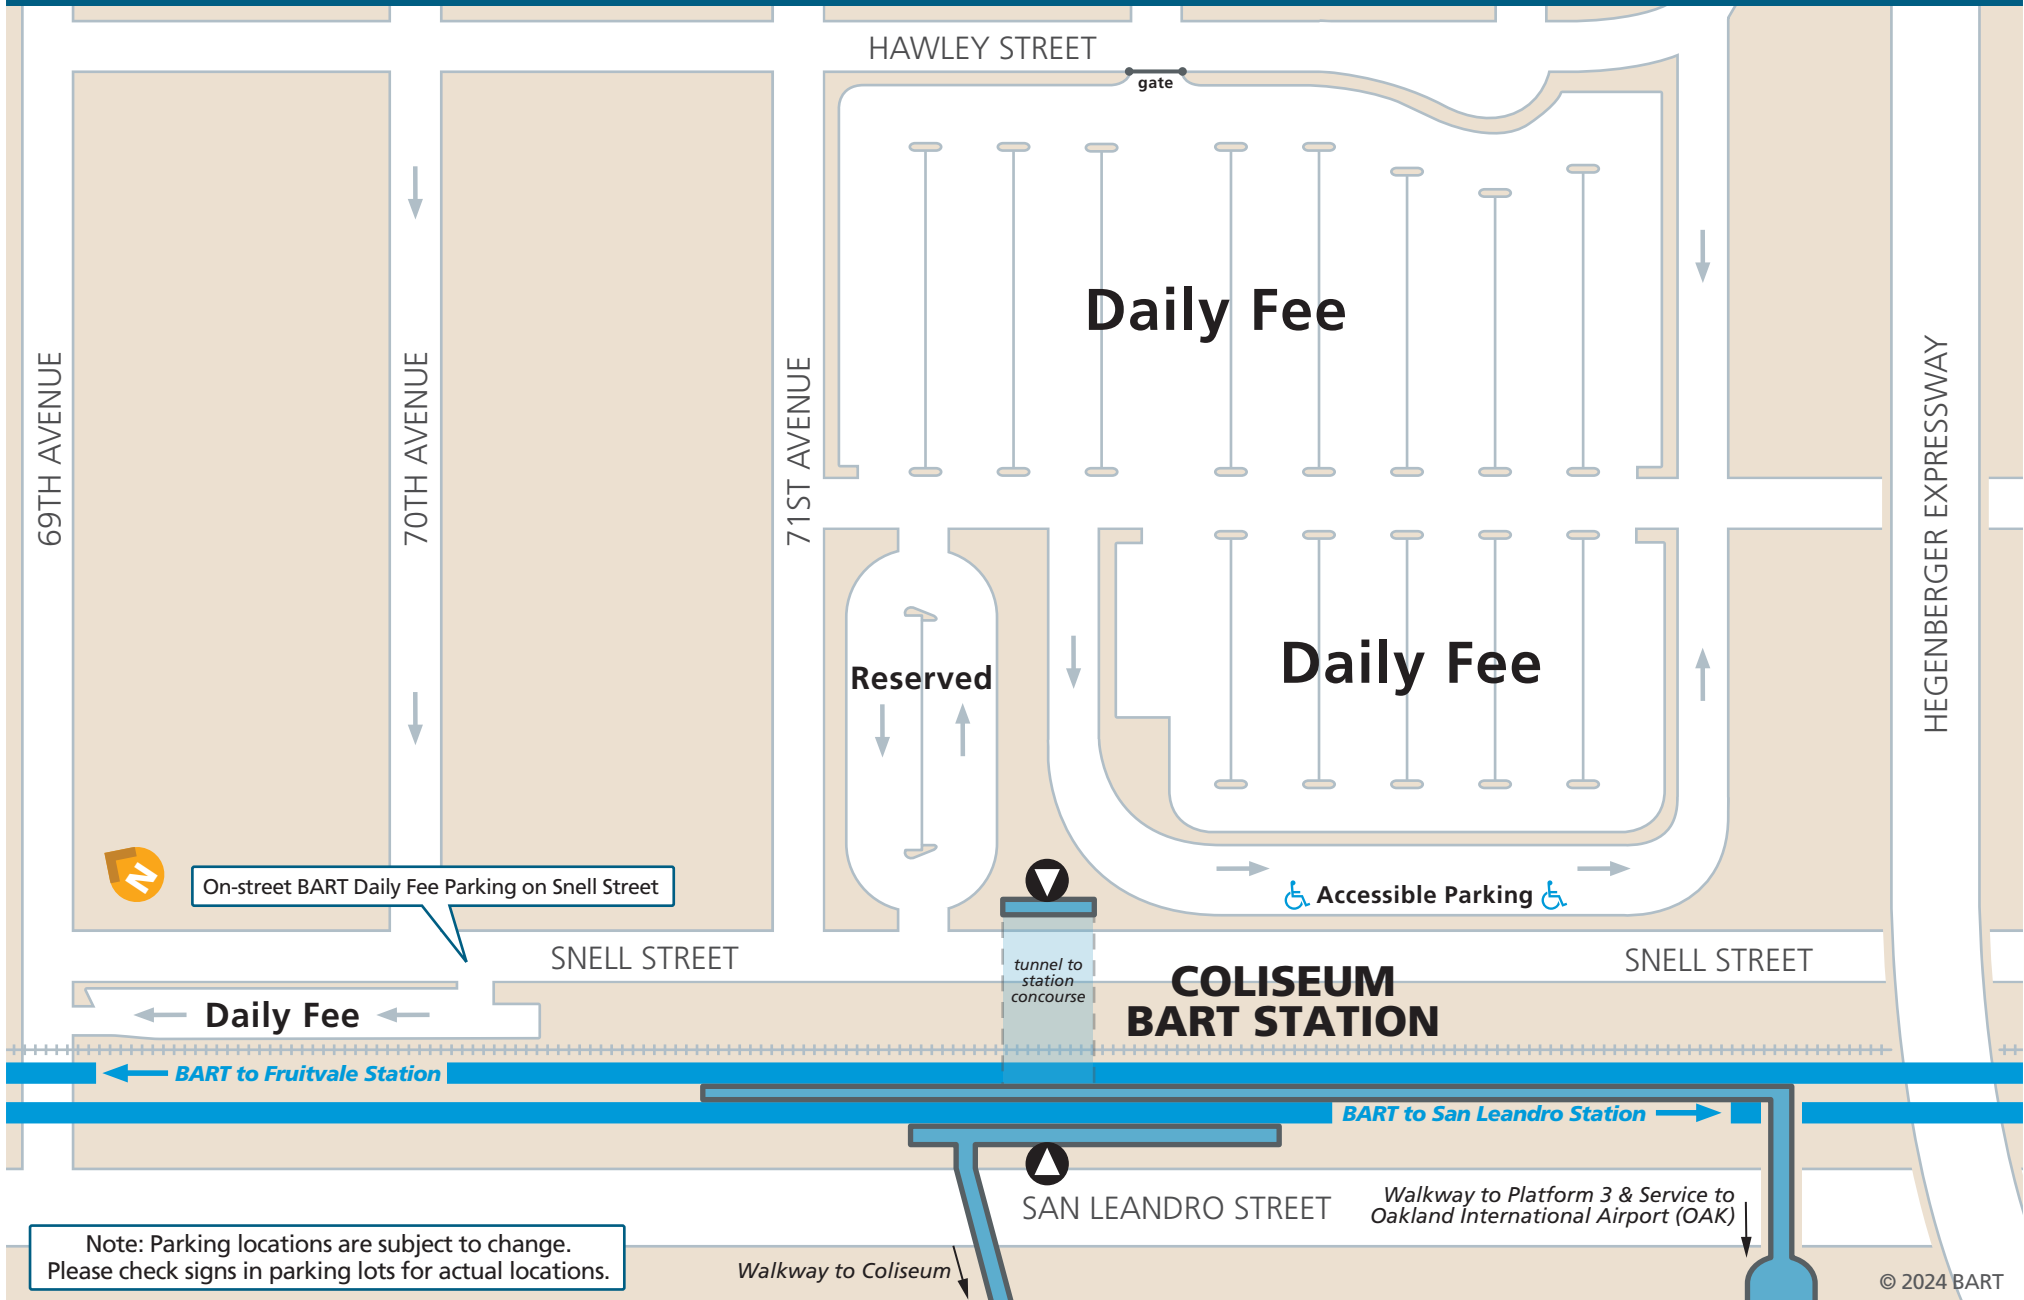 HAWLEY STREET
gate
Daily Fee
69TH AVENUE
70TH AVENUE
71ST AVENUE
HEGENBERGER EXPRESSWAY
Reserved
Daily Fee
N
On-street BART Daily Fee Parking on Snell Street
Accessible Parking
SNELL STREET
tunnel to
station
concourse
COLISEUM
BART STATION
SNELL STREET
Daily Fee
BART to Fruitvale Station
BART to San Leandro Station
SAN LEANDRO STREET
Walkway to Platform 3 & Service to
Oakland International Airport (OAK)
Note: Parking locations are subject to change.
Please check signs in parking lots for actual locations.
Walkway to Coliseum
© 2024 BART